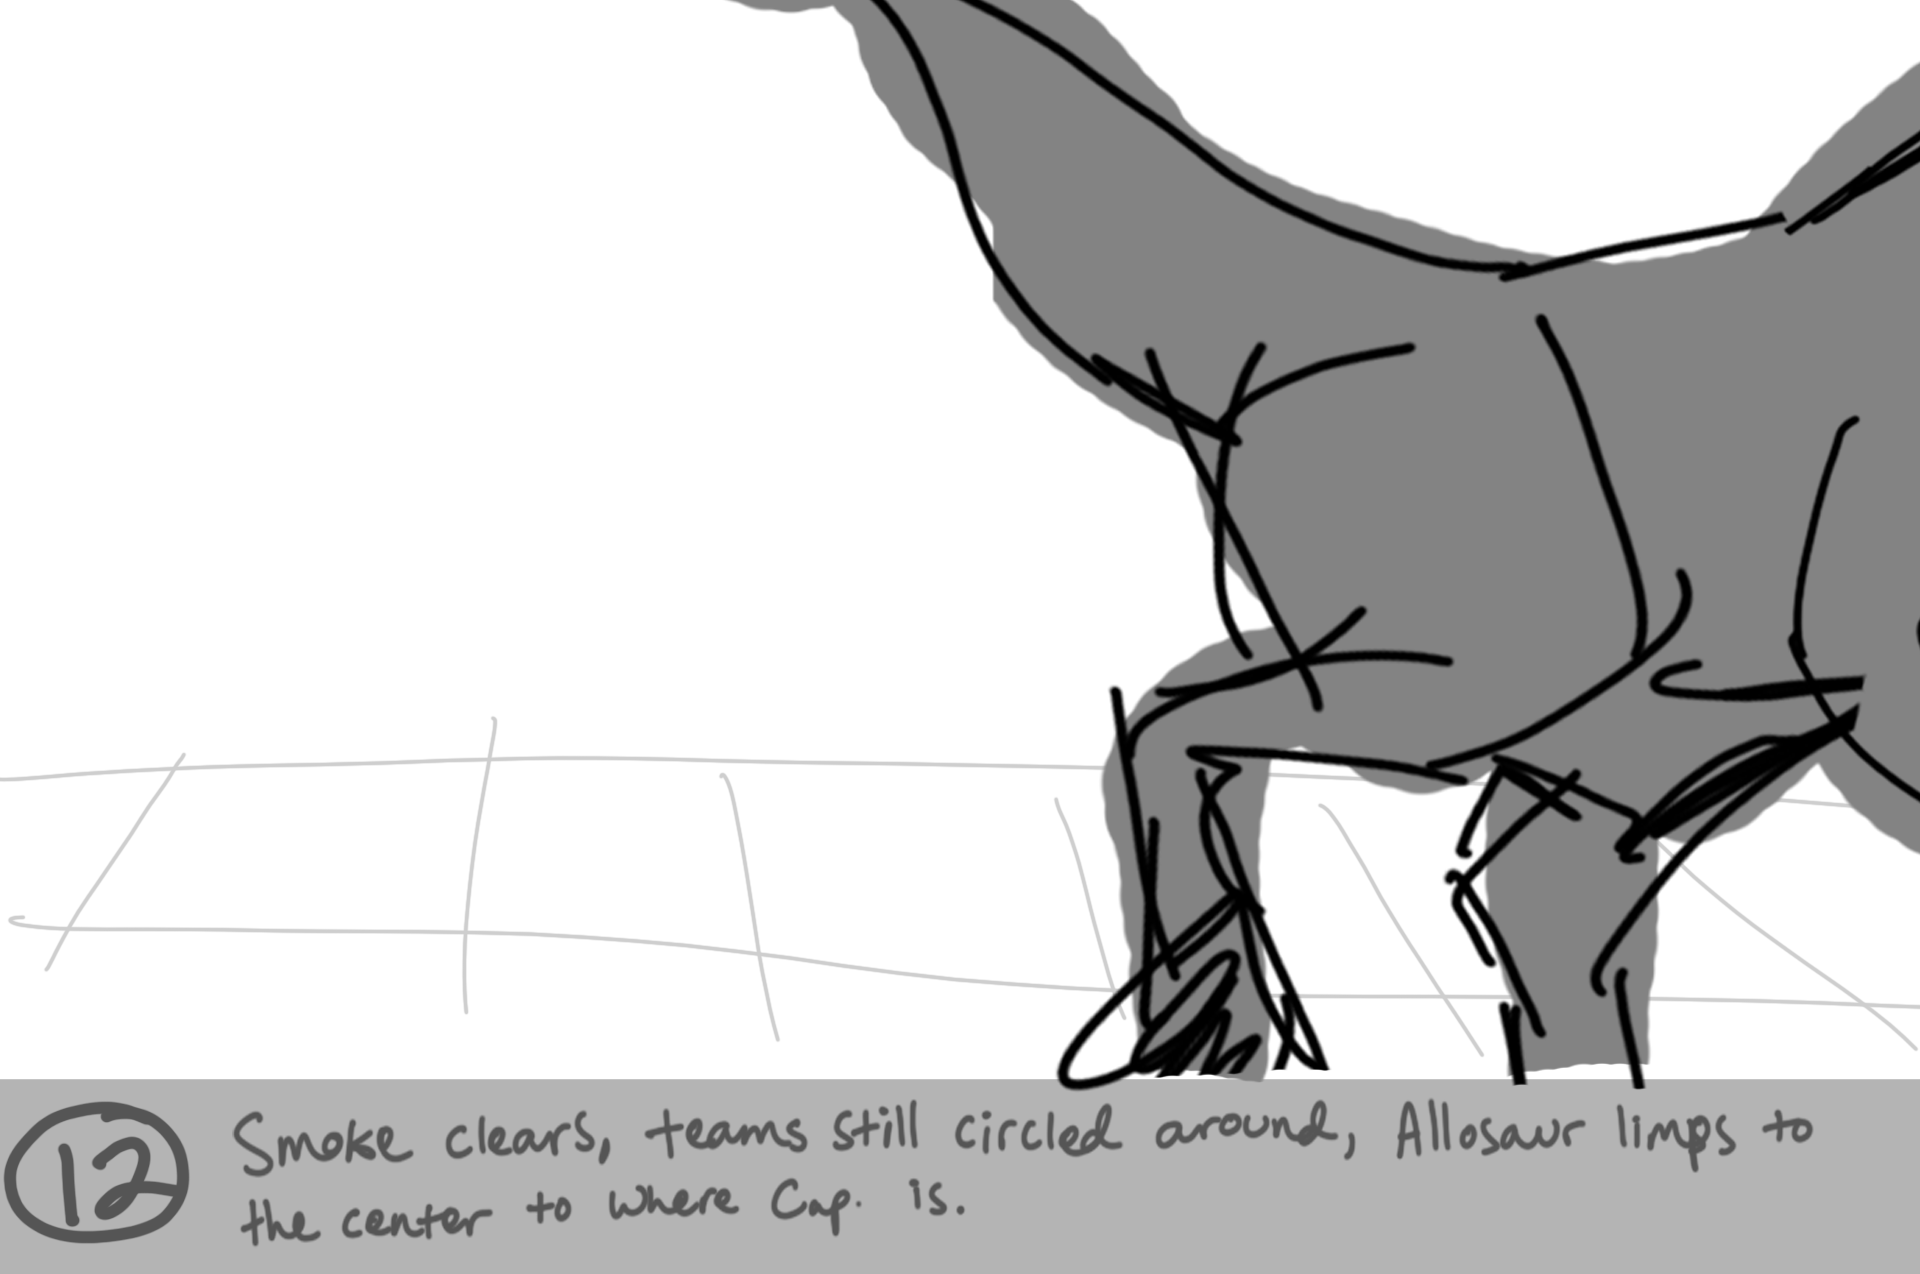 12
Smoke clears, teams still circled around, Allosaur limps to
the center to where Cap. is.